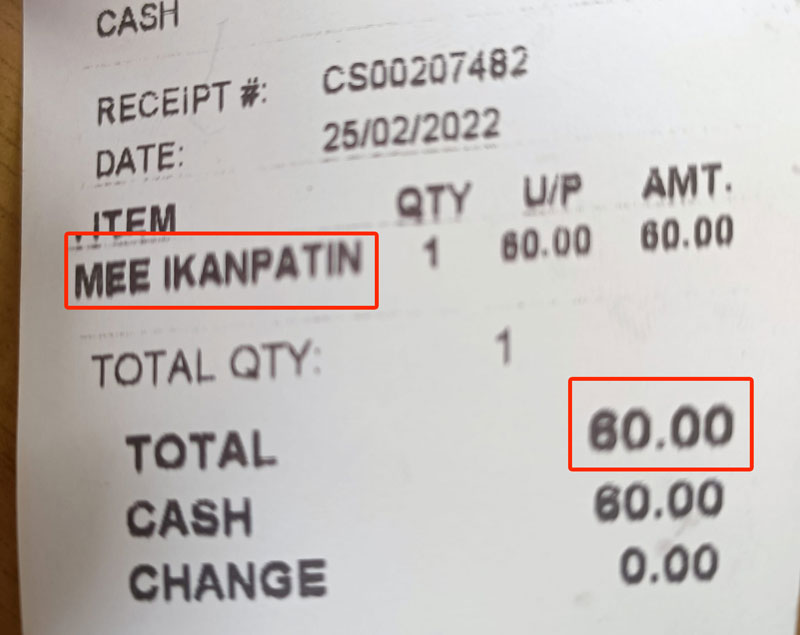 CASH
RECEIPT #: CS00207482
DATE: 25/02/2022
ITEM QTY U/P AMT.
MEE IKANPATIN 1 60.00 60.00
TOTAL QTY: 1
TOTAL 60.00
CASH 60.00
CHANGE 0.00